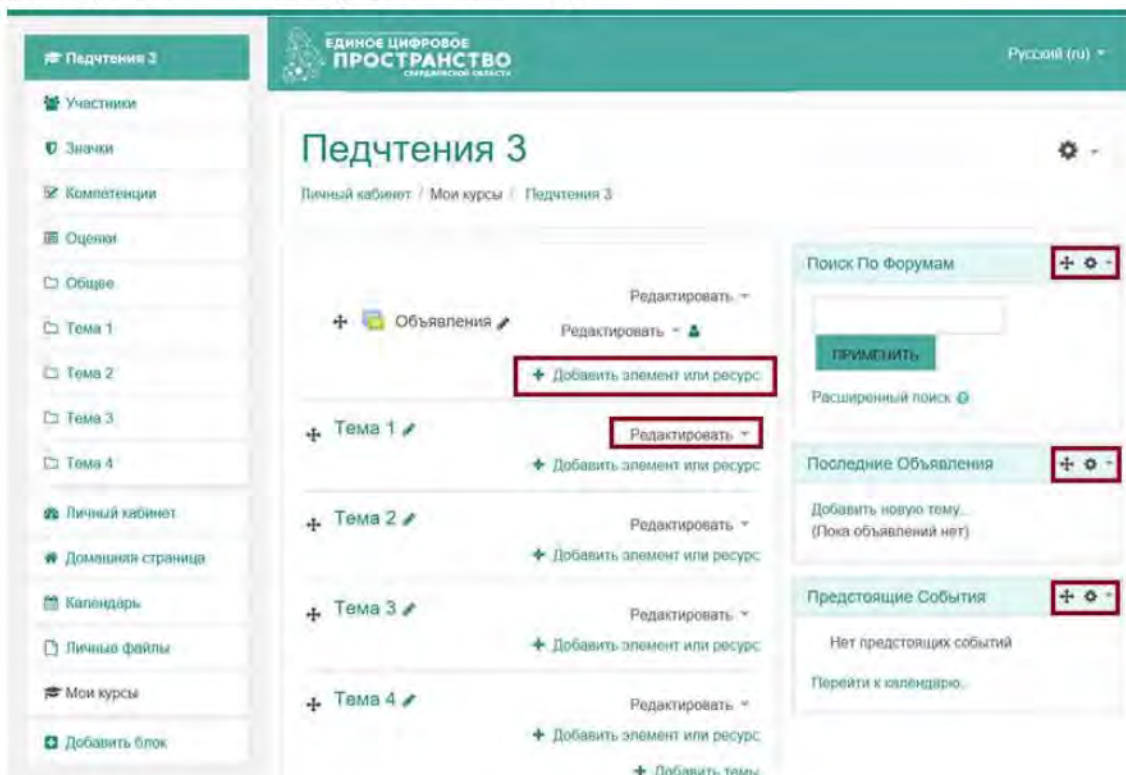 Педчтения 3
Участники
Значки
Компетенции
Оценки
Общее
Тема 1
Тема 2
Тема 3
Тема 4
Личный кабинет
Домашняя страница
Календарь
Личные файлы
Мои курсы
Добавить блок
ЕДИНОЕ ЦИФРОВОЕ
ПРОСТРАНСТВО
СВЕРДЛОВСКОЙ ОБЛАСТИ
Русский (ru)
Педчтения 3
Личный кабинет / Мои курсы / Педчтения 3
Редактировать
Объявления
Редактировать
Добавить элемент или ресурс
Тема 1
Редактировать
Добавить элемент или ресурс
Тема 2
Редактировать
Добавить элемент или ресурс
Тема 3
Редактировать
Добавить элемент или ресурс
Тема 4
Редактировать
Добавить элемент или ресурс
Добавить темы
Поиск По Форумам
ПРИМЕНИТЬ
Расширенный поиск
Последние Объявления
Добавить новую тему...
(Пока объявлений нет)
Предстоящие События
Нет предстоящих событий
Перейти к календарю...